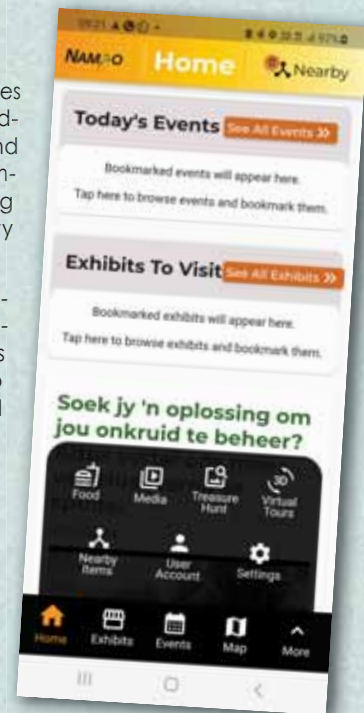 09:21
NAMPO Home Nearby
Today's Events See All Events »
Bookmarked events will appear here.
Tap here to browse events and bookmark them.
Exhibits To Visit See All Exhibits »
Bookmarked exhibits will appear here.
Tap here to browse exhibits and bookmark them.
Soek jy 'n oplossing om
jou onkruid te beheer?
Food Media Treasure Hunt 3D Virtual Tours
Nearby Items User Account Settings
Home Exhibits Events Map More